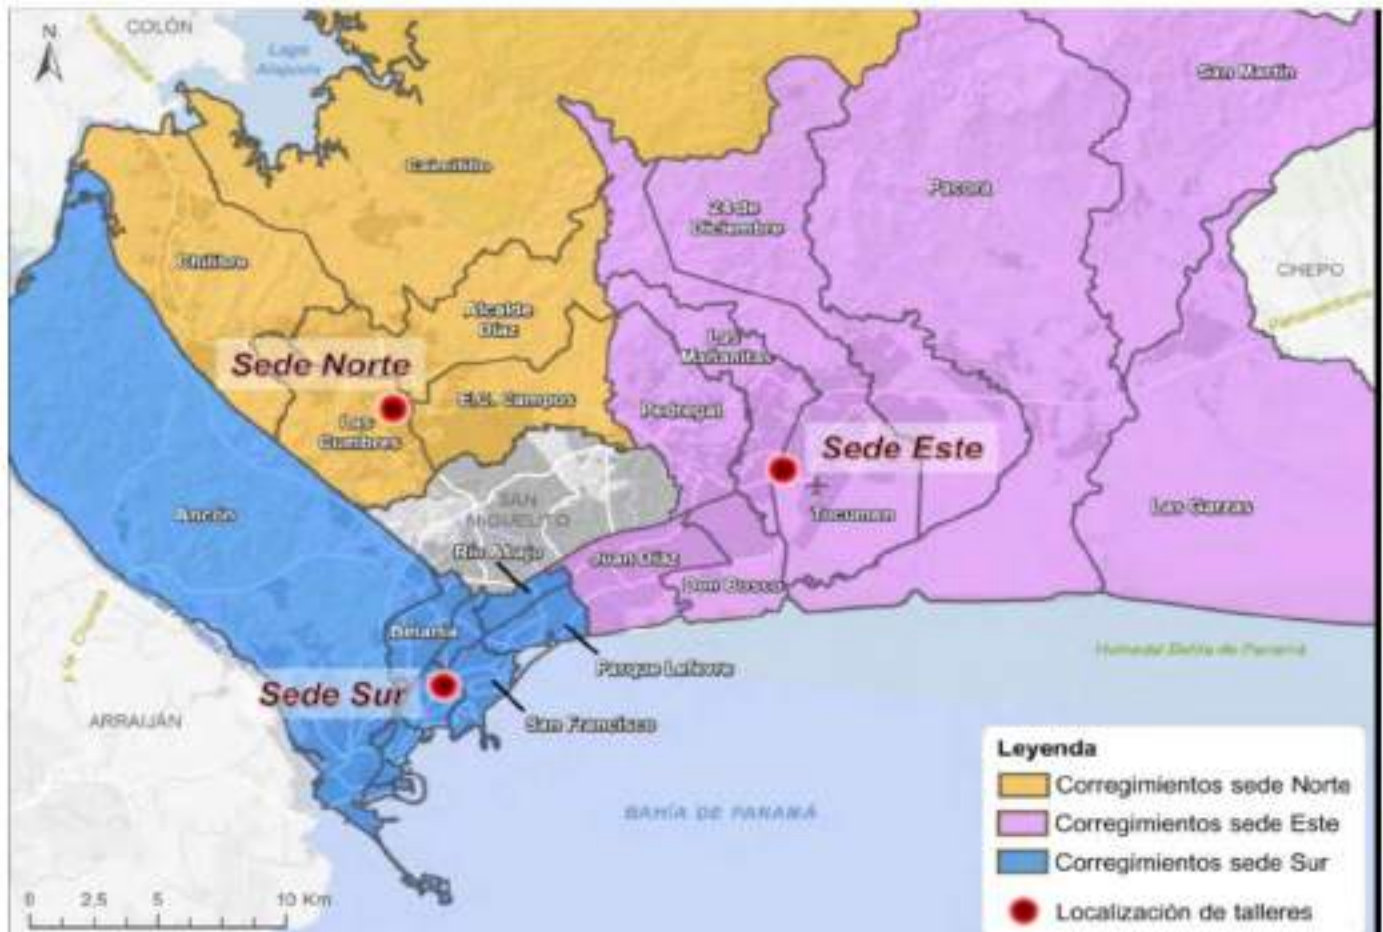 N
COLÓN
Lago
Alajuela
San Martín
Caimitillo
Pacora
24 de
Diciembre
Chilibre
CHEPO
Alcalde
Díaz
Las
Mañanitas
Sede Norte
E.C. Campos
Pedregal
Las
Cumbres
Sede Este
SAN
MIGUELITO
Ancón
Tocumen
Las Garzas
Río Abajo
Juan Díaz
Don Bosco
Betania
Parque Lefevre
Humedal Bahía de Panamá
Sede Sur
San Francisco
ARRAIJÁN
BAHÍA DE PANAMÁ
Leyenda
Corregimientos sede Norte
Corregimientos sede Este
Corregimientos sede Sur
Localización de talleres
0 2.5 5 10 Km